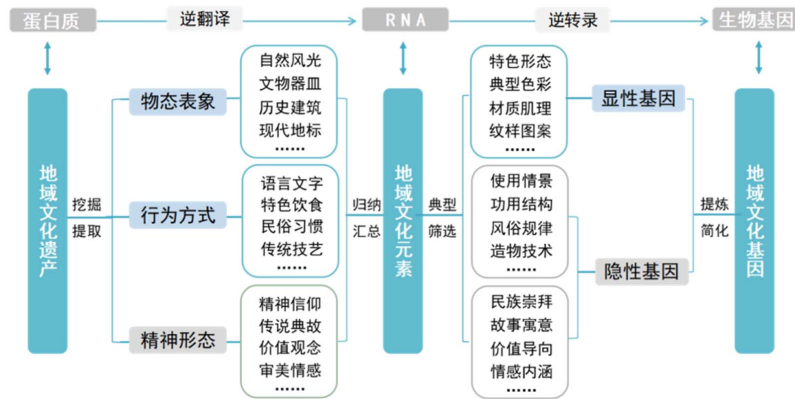 蛋白质
逆翻译
RNA
逆转录
生物基因
地域文化遗产
挖掘
提取
物态表象
行为方式
精神形态
自然风光
文物器皿
历史建筑
现代地标
……
语言文字
特色饮食
民俗习惯
传统技艺
……
精神信仰
传说典故
价值观念
审美情感
……
归纳
汇总
地域文化元素
典型
筛选
特色形态
典型色彩
材质肌理
纹样图案
……
使用情景
功用结构
风俗规律
造物技术
……
民族崇拜
故事寓意
价值导向
情感内涵
……
显性基因
隐性基因
提炼
简化
地域文化基因